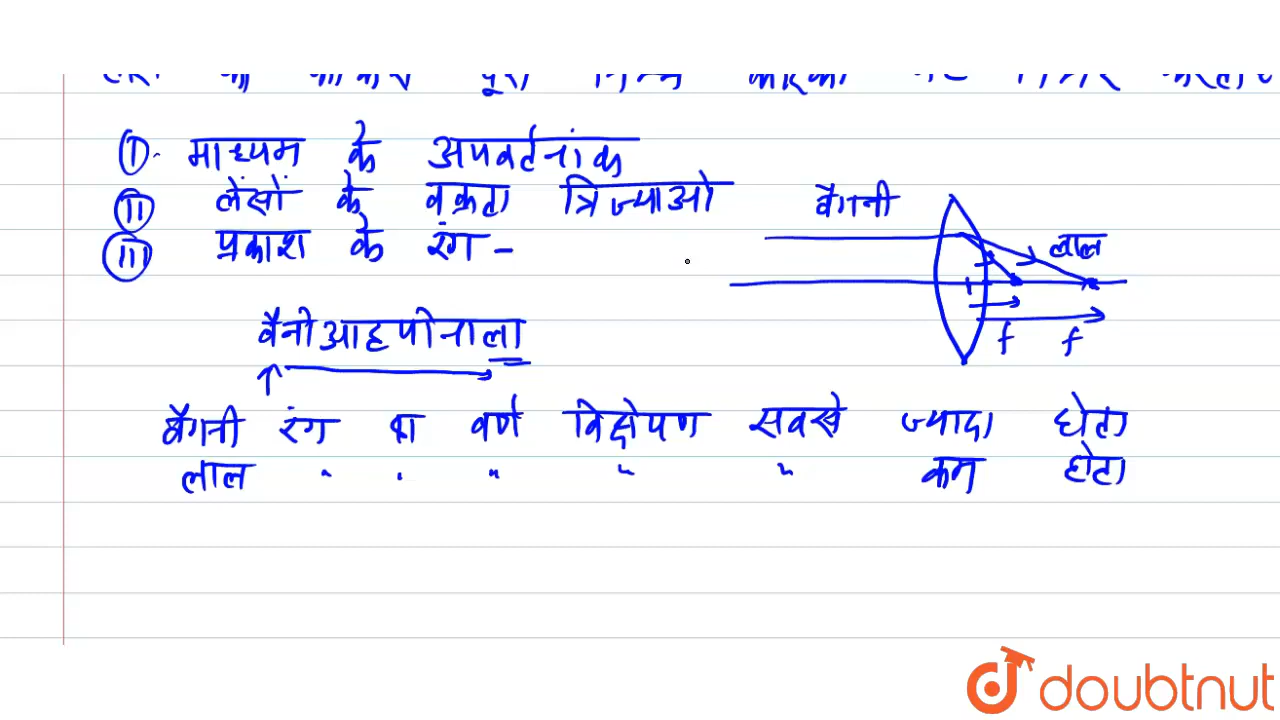 I माध्यम के अपवर्तनांक
II लेंसों के वक्रता त्रिज्याओ
III प्रकाश के रंग -
बैगनी
लाल
f f
बैनीआहपीनाला
बैगनी रंग का वर्ण विक्षेपण सबसे ज्यादा होता
लाल " " " " " कम होटा
doubtnut